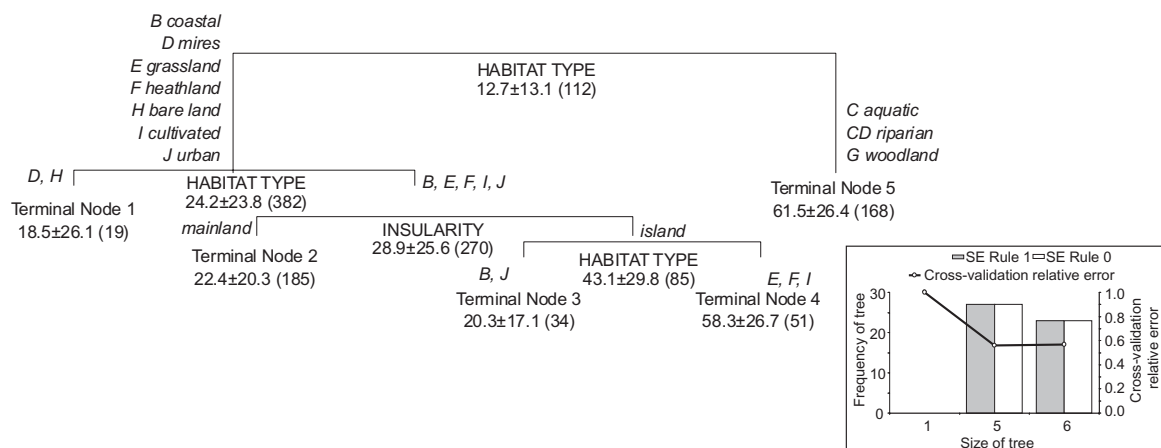 B coastal
D mires
E grassland
F heathland
H bare land
I cultivated
J urban
HABITAT TYPE
12.7±13.1 (112)
C aquatic
CD riparian
G woodland
D, H
HABITAT TYPE
24.2±23.8 (382)
B, E, F, I, J
Terminal Node 1
18.5±26.1 (19)
Terminal Node 5
61.5±26.4 (168)
mainland
INSULARITY
28.9±25.6 (270)
island
Terminal Node 2
22.4±20.3 (185)
B, J
HABITAT TYPE
43.1±29.8 (85)
E, F, I
Terminal Node 3
20.3±17.1 (34)
Terminal Node 4
58.3±26.7 (51)
SE Rule 1
SE Rule 0
Cross-validation relative error
Frequency of tree
30
20
10
0
1.0
0.8
0.6
0.4
0.2
0.0
Cross-validation
relative error
1
5
6
Size of tree